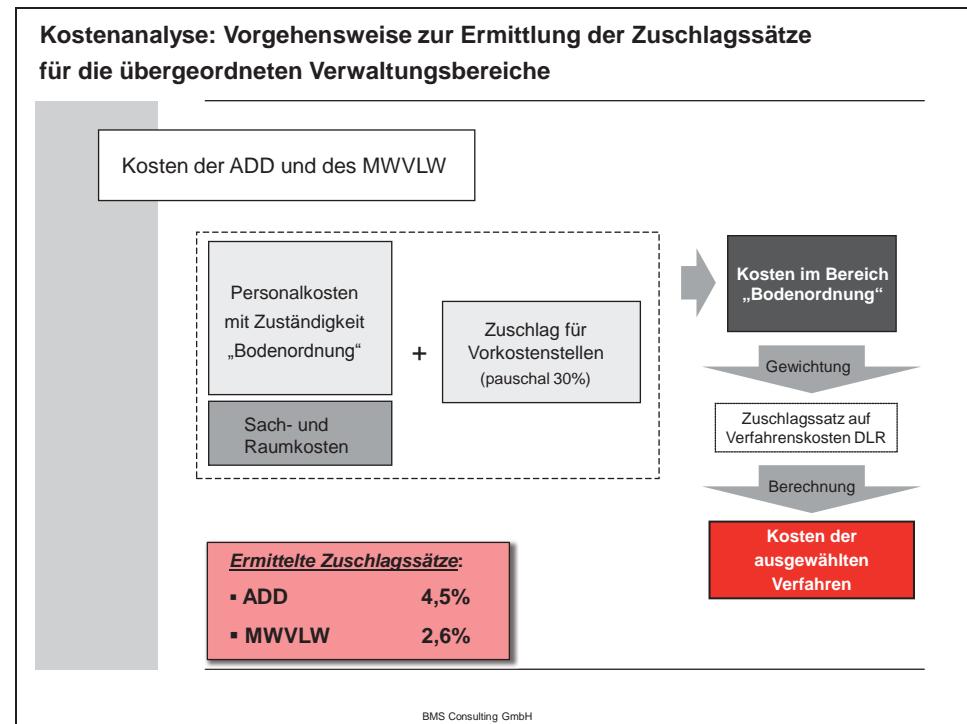 Kostenanalyse: Vorgehensweise zur Ermittlung der Zuschlagssätze
für die übergeordneten Verwaltungsbereiche
Kosten der ADD und des MWVLW
Personalkosten
mit Zuständigkeit
„Bodenordnung“
Sach- und
Raumkosten
+
Zuschlag für
Vorkostenstellen
(pauschal 30%)
Kosten im Bereich
„Bodenordnung“
Gewichtung
Zuschlagssatz auf
Verfahrenskosten DLR
Berechnung
Kosten der
ausgewählten
Verfahren
Ermittelte Zuschlagssätze:
▪ ADD 4,5%
▪ MWVLW 2,6%
BMS Consulting GmbH